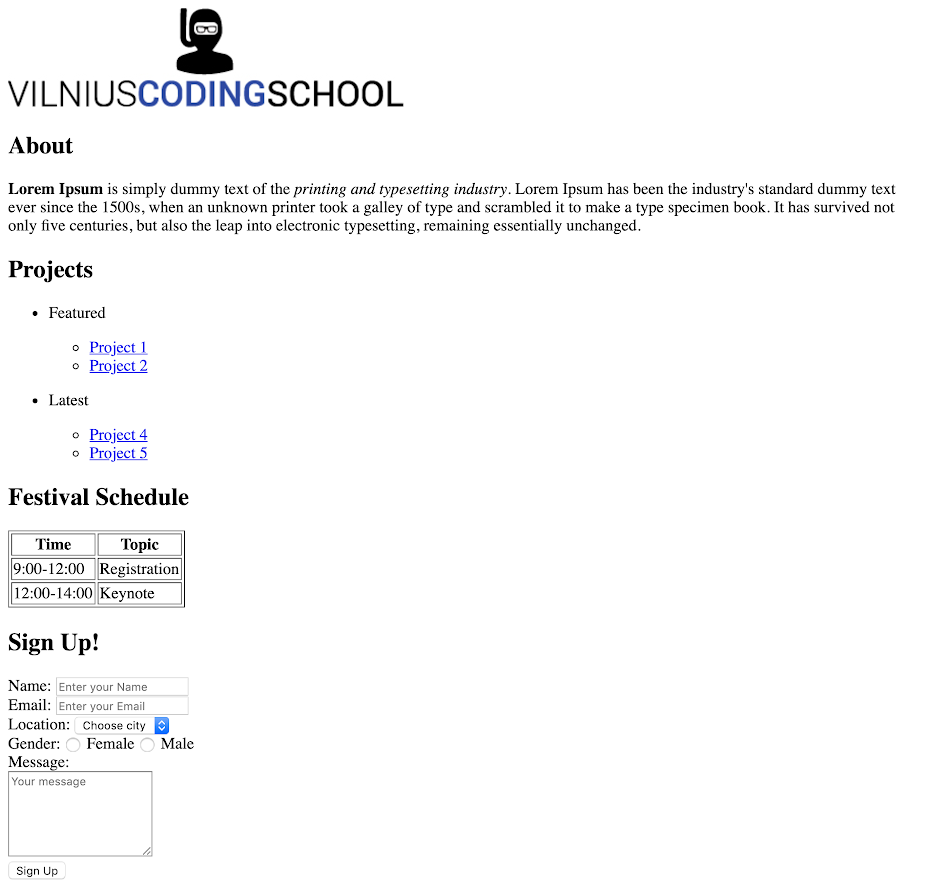 VILNIUSCODINGSCHOOL
About
Lorem Ipsum is simply dummy text of the printing and typesetting industry. Lorem Ipsum has been the industry's standard dummy text
ever since the 1500s, when an unknown printer took a galley of type and scrambled it to make a type specimen book. It has survived not
only five centuries, but also the leap into electronic typesetting, remaining essentially unchanged.
Projects
Featured
Project 1
Project 2
Latest
Project 4
Project 5
Festival Schedule
Time Topic
9:00-12:00 Registration
12:00-14:00 Keynote
Sign Up!
Name: Enter your Name
Email: Enter your Email
Location: Choose city
Gender: Female Male
Message:
Your message
Sign Up